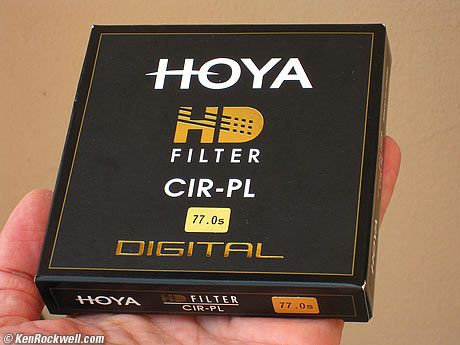 HOYA
HD
FILTER
CIR-PL
77.0s
DIGITAL
HOYA HD FILTER 77.0s
CIR-PL
©KenRockwell.com